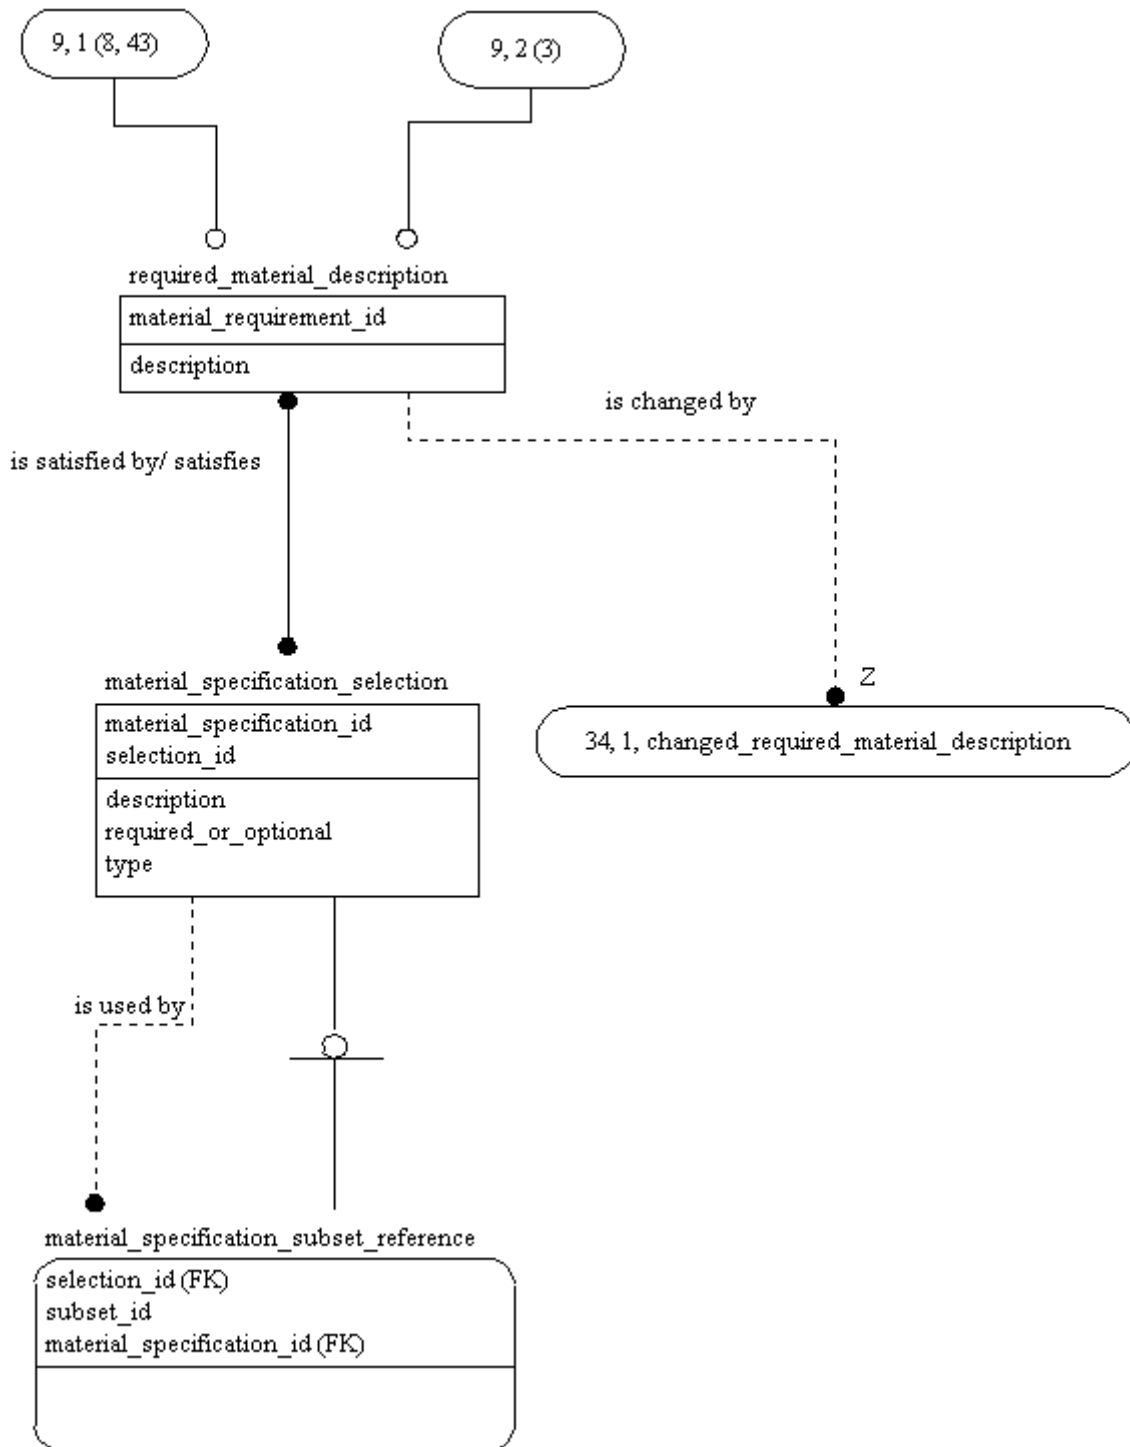 9, 1 (8, 43)
9, 2 (3)
required_material_description
material_requirement_id
description
is changed by
is satisfied by/ satisfies
Z
material_specification_selection
material_specification_id
selection_id
34, 1, changed_required_material_description
description
required_or_optional
type
is used by
material_specification_subset_reference
selection_id (FK)
subset_id
material_specification_id (FK)